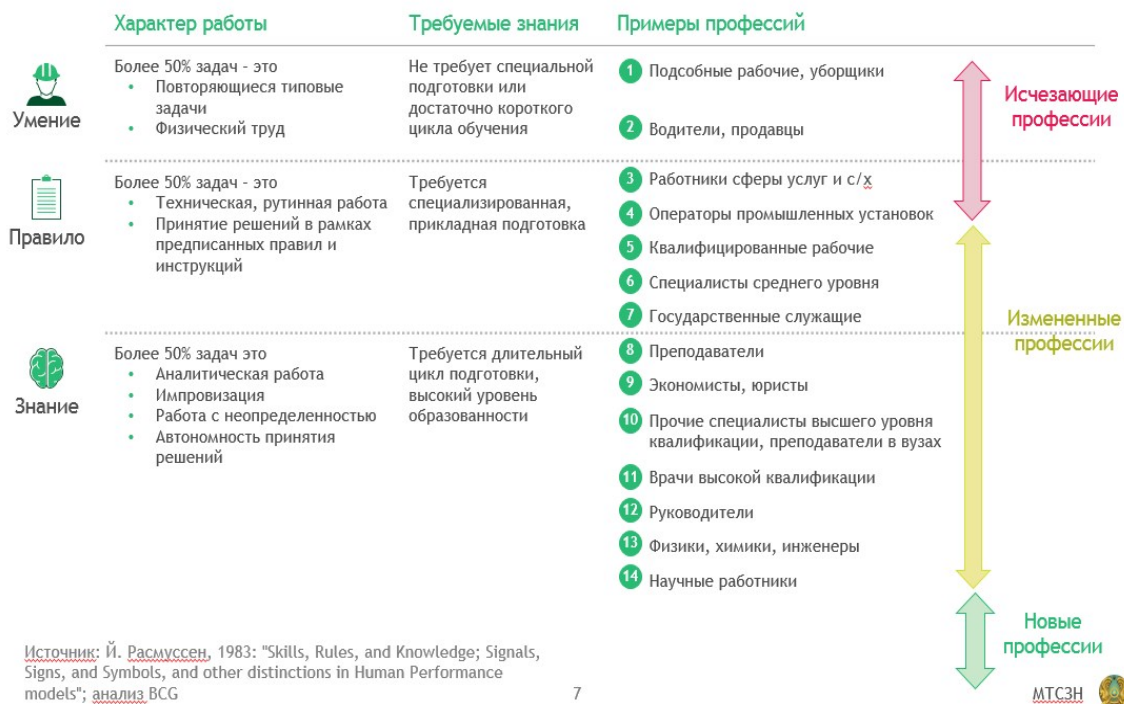 Характер работы
Требуемые знания
Примеры профессий
Умение
Более 50% задач - это
• Повторяющиеся типовые
задачи
• Физический труд
Не требует специальной
подготовки или
достаточно короткого
цикла обучения
1 Подсобные рабочие, уборщики
2 Водители, продавцы
Исчезающие
профессии
Правило
Более 50% задач - это
• Техническая, рутинная работа
• Принятие решений в рамках
предписанных правил и
инструкций
Требуется
специализированная,
прикладная подготовка
3 Работники сферы услуг и с/х
4 Операторы промышленных установок
5 Квалифицированные рабочие
6 Специалисты среднего уровня
7 Государственные служащие
Измененные
профессии
Знание
Более 50% задач это
• Аналитическая работа
• Импровизация
• Работа с неопределенностью
• Автономность принятия
решений
Требуется длительный
цикл подготовки,
высокий уровень
образованности
8 Преподаватели
9 Экономисты, юристы
10 Прочие специалисты высшего уровня
квалификации, преподаватели в вузах
11 Врачи высокой квалификации
12 Руководители
13 Физики, химики, инженеры
14 Научные работники
Новые
профессии
Источник: Й. Расмуссен, 1983: "Skills, Rules, and Knowledge; Signals,
Signs, and Symbols, and other distinctions in Human Performance
models"; анализ BCG
7
МТСЗН